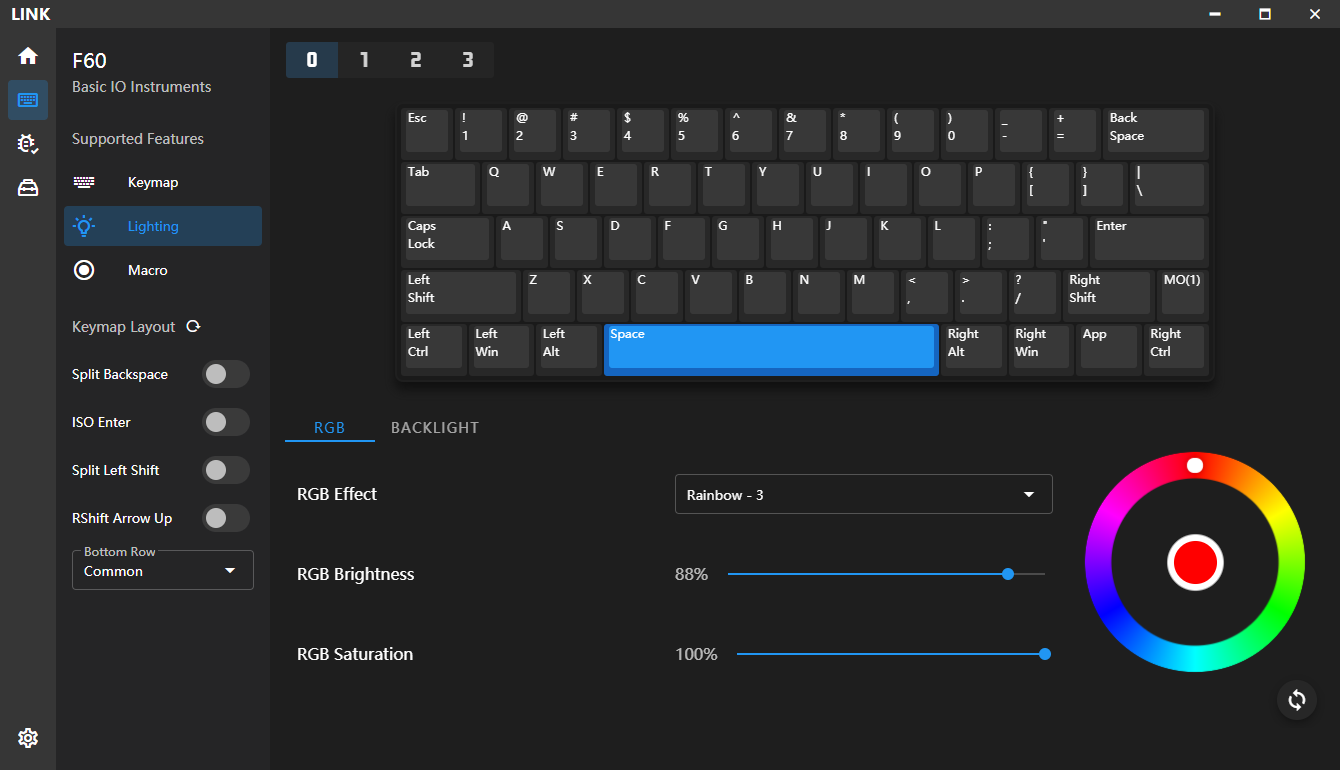 LINK
F60
Basic IO Instruments
Supported Features
Keymap
Lighting
Macro
Keymap Layout
Split Backspace
ISO Enter
Split Left Shift
RShift Arrow Up
Bottom Row
Common
0 1 2 3
Esc ! @ # $ % ^ & * ( ) _ + Back
1 2 3 4 5 6 7 8 9 0 - = Space
Tab Q W E R T Y U I O P { } |
[ ] \
Caps A S D F G H J K L : " Enter
Lock ; '
Left Z X C V B N M < > ? Right MO(1)
Shift , . / Shift
Left Left Left Space Right Right App Right
Ctrl Win Alt Alt Win Ctrl
RGB BACKLIGHT
RGB Effect Rainbow - 3
RGB Brightness 88%
RGB Saturation 100%